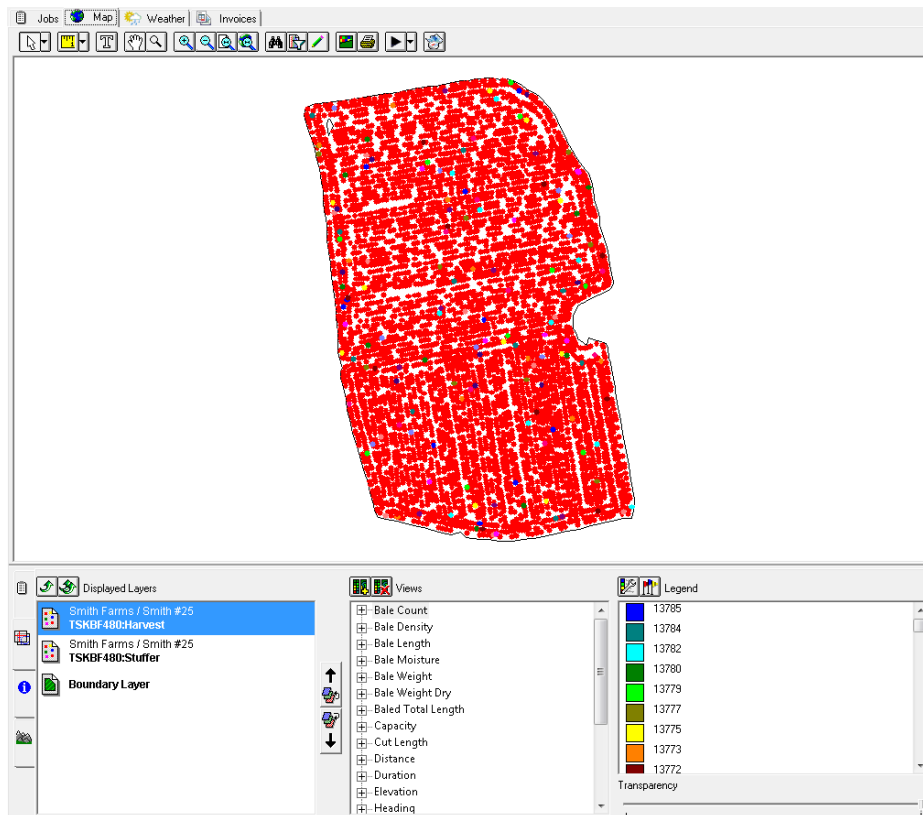 Jobs Map Weather Invoices
T
Displayed Layers
Smith Farms / Smith #25
TSKBF480:Harvest
Smith Farms / Smith #25
TSKBF480:Stuffer
Boundary Layer
Views
Bale Count
Bale Density
Bale Length
Bale Moisture
Bale Weight
Bale Weight Dry
Baled Total Length
Capacity
Cut Length
Distance
Duration
Elevation
Heading
Legend
13785
13784
13782
13780
13779
13777
13775
13773
13772
Transparency